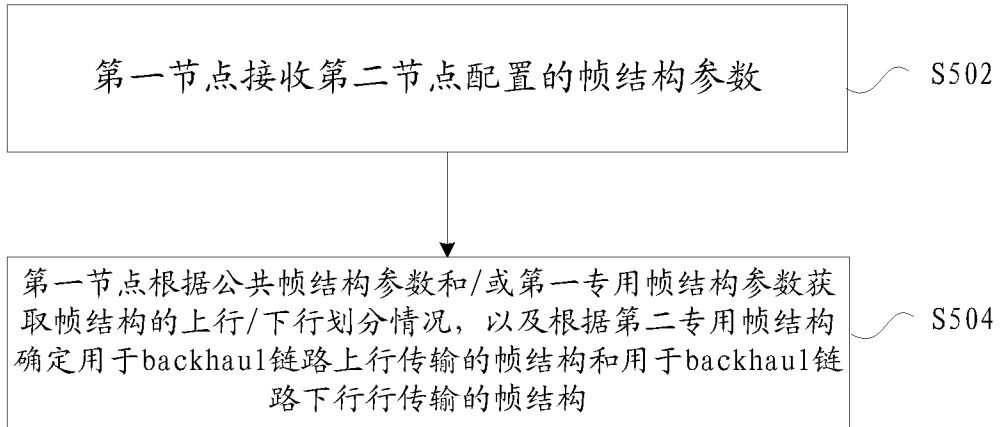 第一节点接收第二节点配置的帧结构参数
S502
第一节点根据公共帧结构参数和/或第一专用帧结构参数获
取帧结构的上行/下行划分情况，以及根据第二专用帧结构
确定用于backhaul链路上行传输的帧结构和用于backhaul链
路下行行传输的帧结构
S504